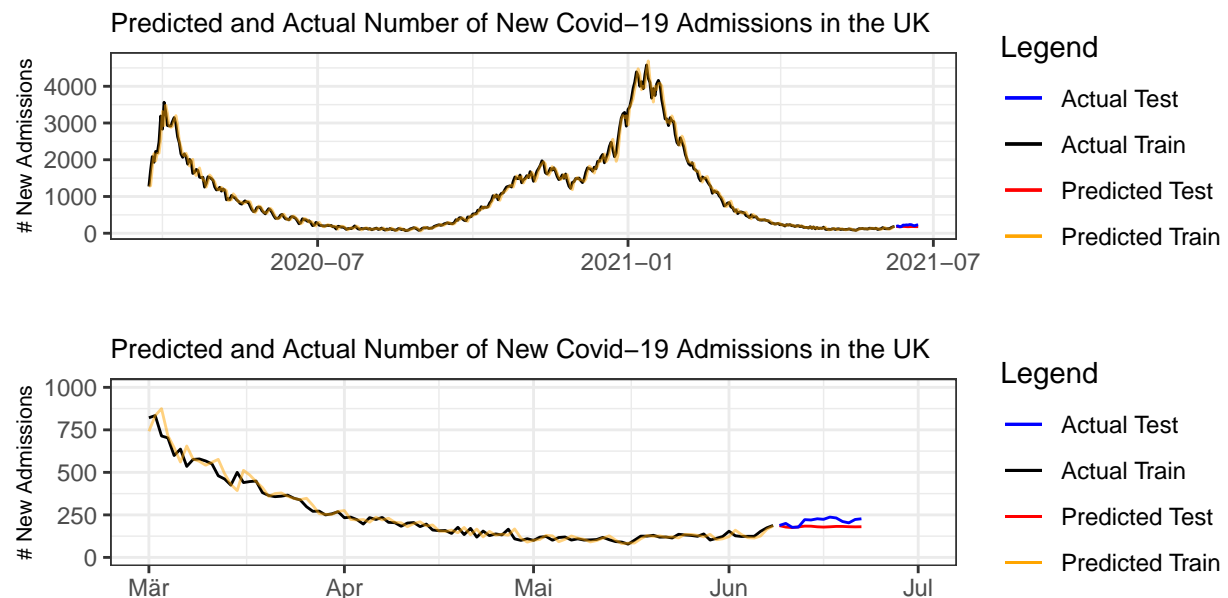 Predicted and Actual Number of New Covid−19 Admissions in the UK
# New Admissions
4000
3000
2000
1000
0
2020−07
2021−01
2021−07
Legend
Actual Test
Actual Train
Predicted Test
Predicted Train
Predicted and Actual Number of New Covid−19 Admissions in the UK
# New Admissions
1000
750
500
250
0
Mär
Apr
Mai
Jun
Jul
Legend
Actual Test
Actual Train
Predicted Test
Predicted Train